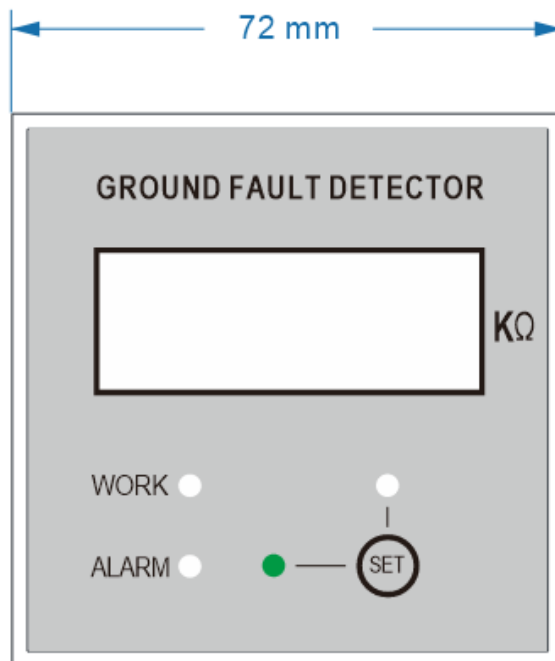 72 mm
GROUND FAULT DETECTOR
KΩ
WORK
ALARM
SET